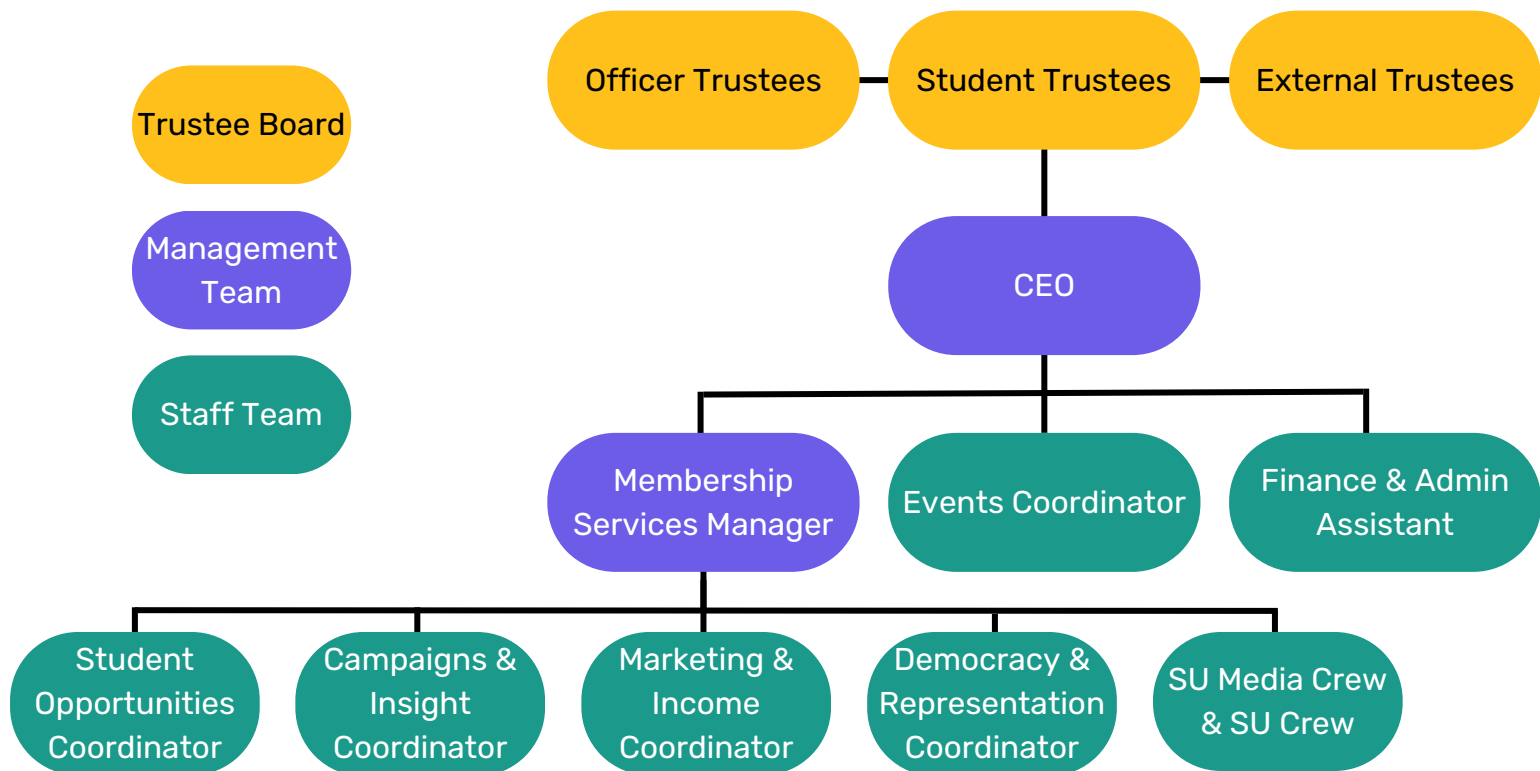 Officer Trustees
Student Trustees
External Trustees
Trustee Board
Management
Team
CEO
Staff Team
Membership
Services Manager
Events Coordinator
Finance & Admin
Assistant
Student
Opportunities
Coordinator
Campaigns &
Insight
Coordinator
Marketing &
Income
Coordinator
Democracy &
Representation
Coordinator
SU Media Crew
& SU Crew